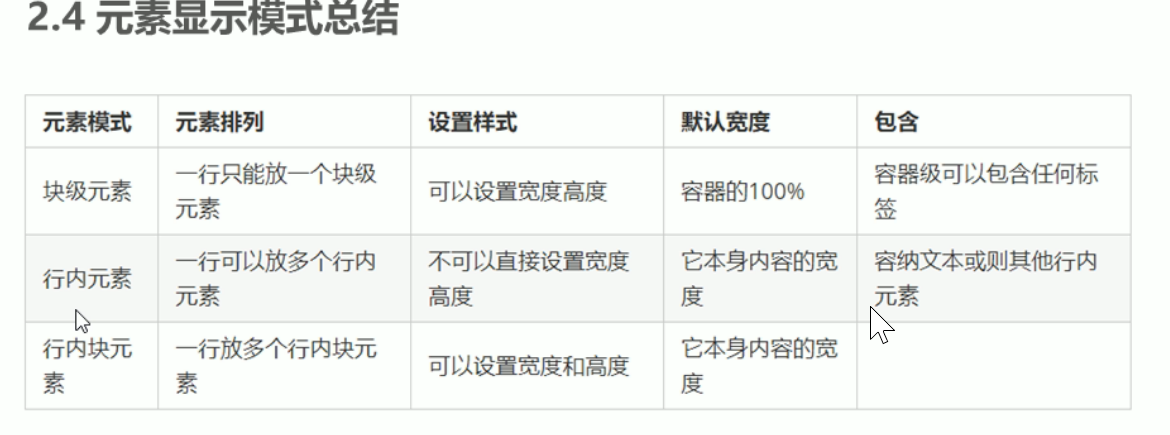 2.4 元素显示模式总结
元素模式 元素排列 设置样式 默认宽度 包含
块级元素 一行只能放一个块级元素 可以设置宽度高度 容器的100% 容器级可以包含任何标签
行内元素 一行可以放多个行内元素 不可以直接设置宽度高度 它本身内容的宽度 容纳文本或则其他行内元素
行内块元素 一行放多个行内块元素 可以设置宽度和高度 它本身内容的宽度